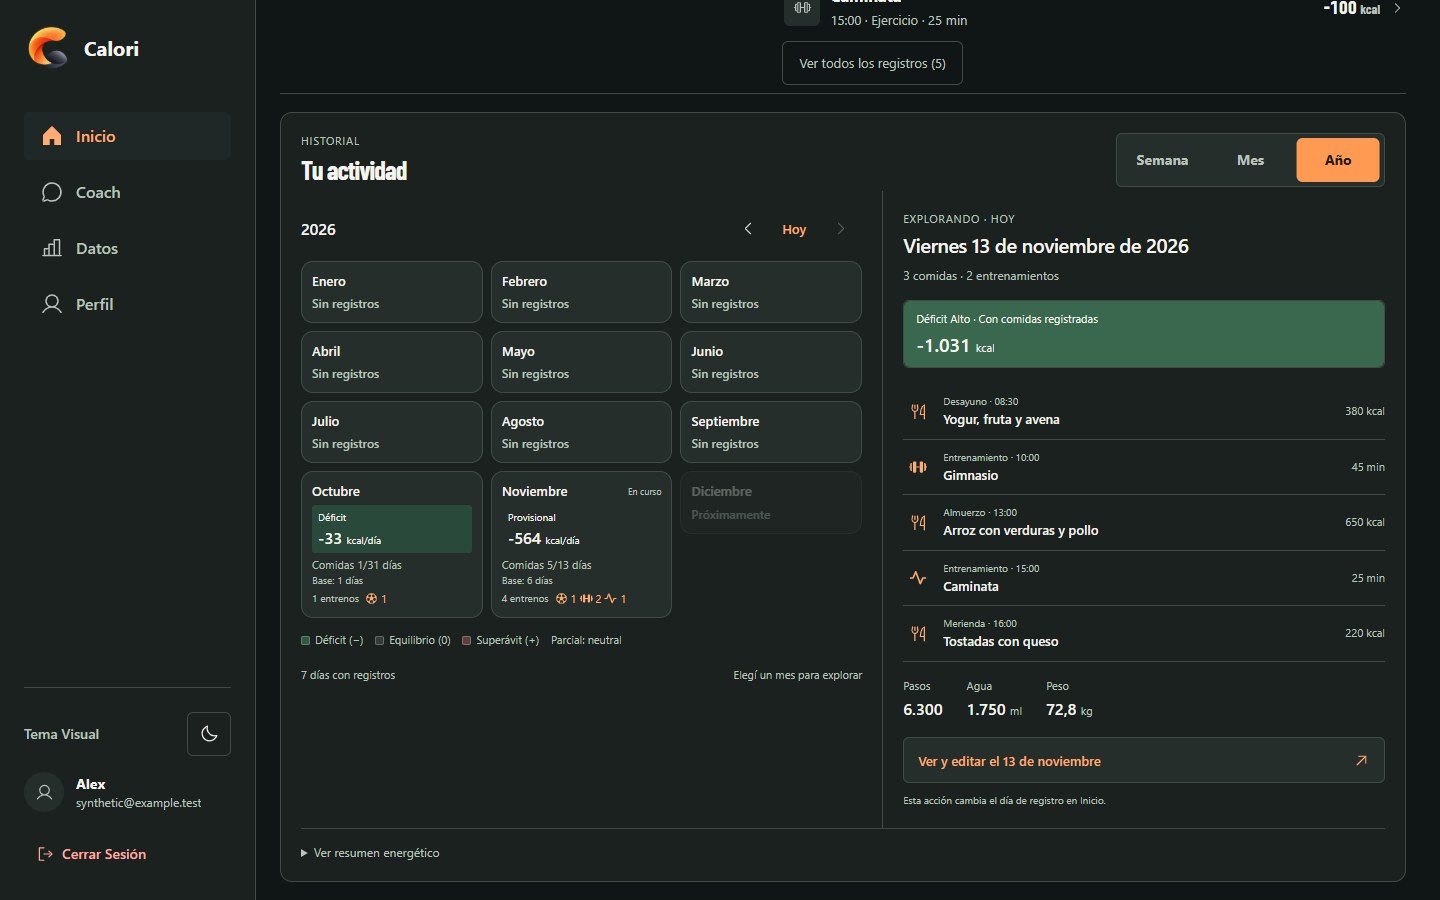 Calori
Inicio
Coach
Datos
Perfil
Tema Visual
Alex
synthetic@example.test
Cerrar Sesión
15:00 · Ejercicio · 25 min
-100 kcal
Ver todos los registros (5)
HISTORIAL
Tu actividad
Semana Mes Año
2026
Hoy
Enero
Sin registros
Febrero
Sin registros
Marzo
Sin registros
Abril
Sin registros
Mayo
Sin registros
Junio
Sin registros
Julio
Sin registros
Agosto
Sin registros
Septiembre
Sin registros
Octubre
Déficit
-33 kcal/día
Comidas 1/31 días
Base: 1 días
1 entrenos 1
Noviembre En curso
Provisional
-564 kcal/día
Comidas 5/13 días
Base: 6 días
4 entrenos 1 2 1
Diciembre
Próximamente
Déficit (−) Equilibrio (0) Superávit (+) Parcial: neutral
7 días con registros
Elegí un mes para explorar
EXPLORANDO · HOY
Viernes 13 de noviembre de 2026
3 comidas · 2 entrenamientos
Déficit Alto · Con comidas registradas
-1.031 kcal
Desayuno · 08:30
Yogur, fruta y avena
380 kcal
Entrenamiento · 10:00
Gimnasio
45 min
Almuerzo · 13:00
Arroz con verduras y pollo
650 kcal
Entrenamiento · 15:00
Caminata
25 min
Merienda · 16:00
Tostadas con queso
220 kcal
Pasos Agua Peso
6.300 1.750 ml 72,8 kg
Ver y editar el 13 de noviembre
Esta acción cambia el día de registro en Inicio.
Ver resumen energético